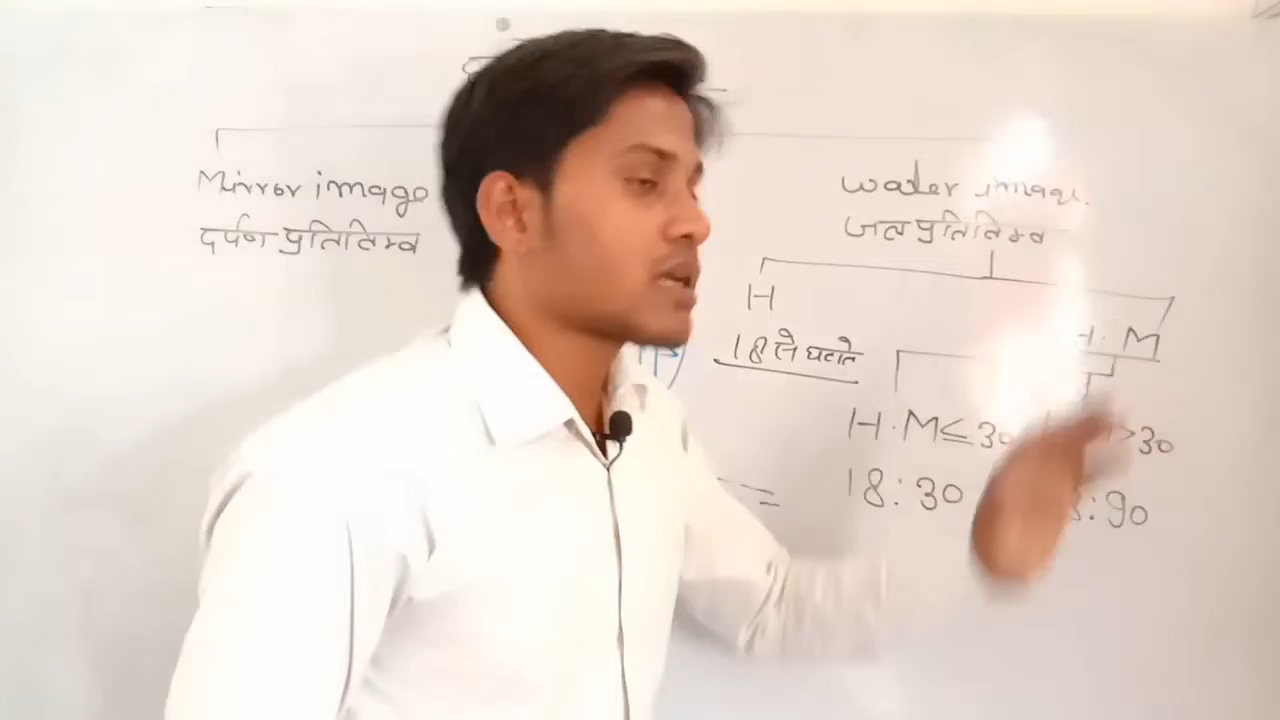 Mirror image
दर्पण प्रतितिम्व
water image.
जल प्रतितिम्व
H
H. M
18 से घटाते
H.M≤30
>30
18:30
:90